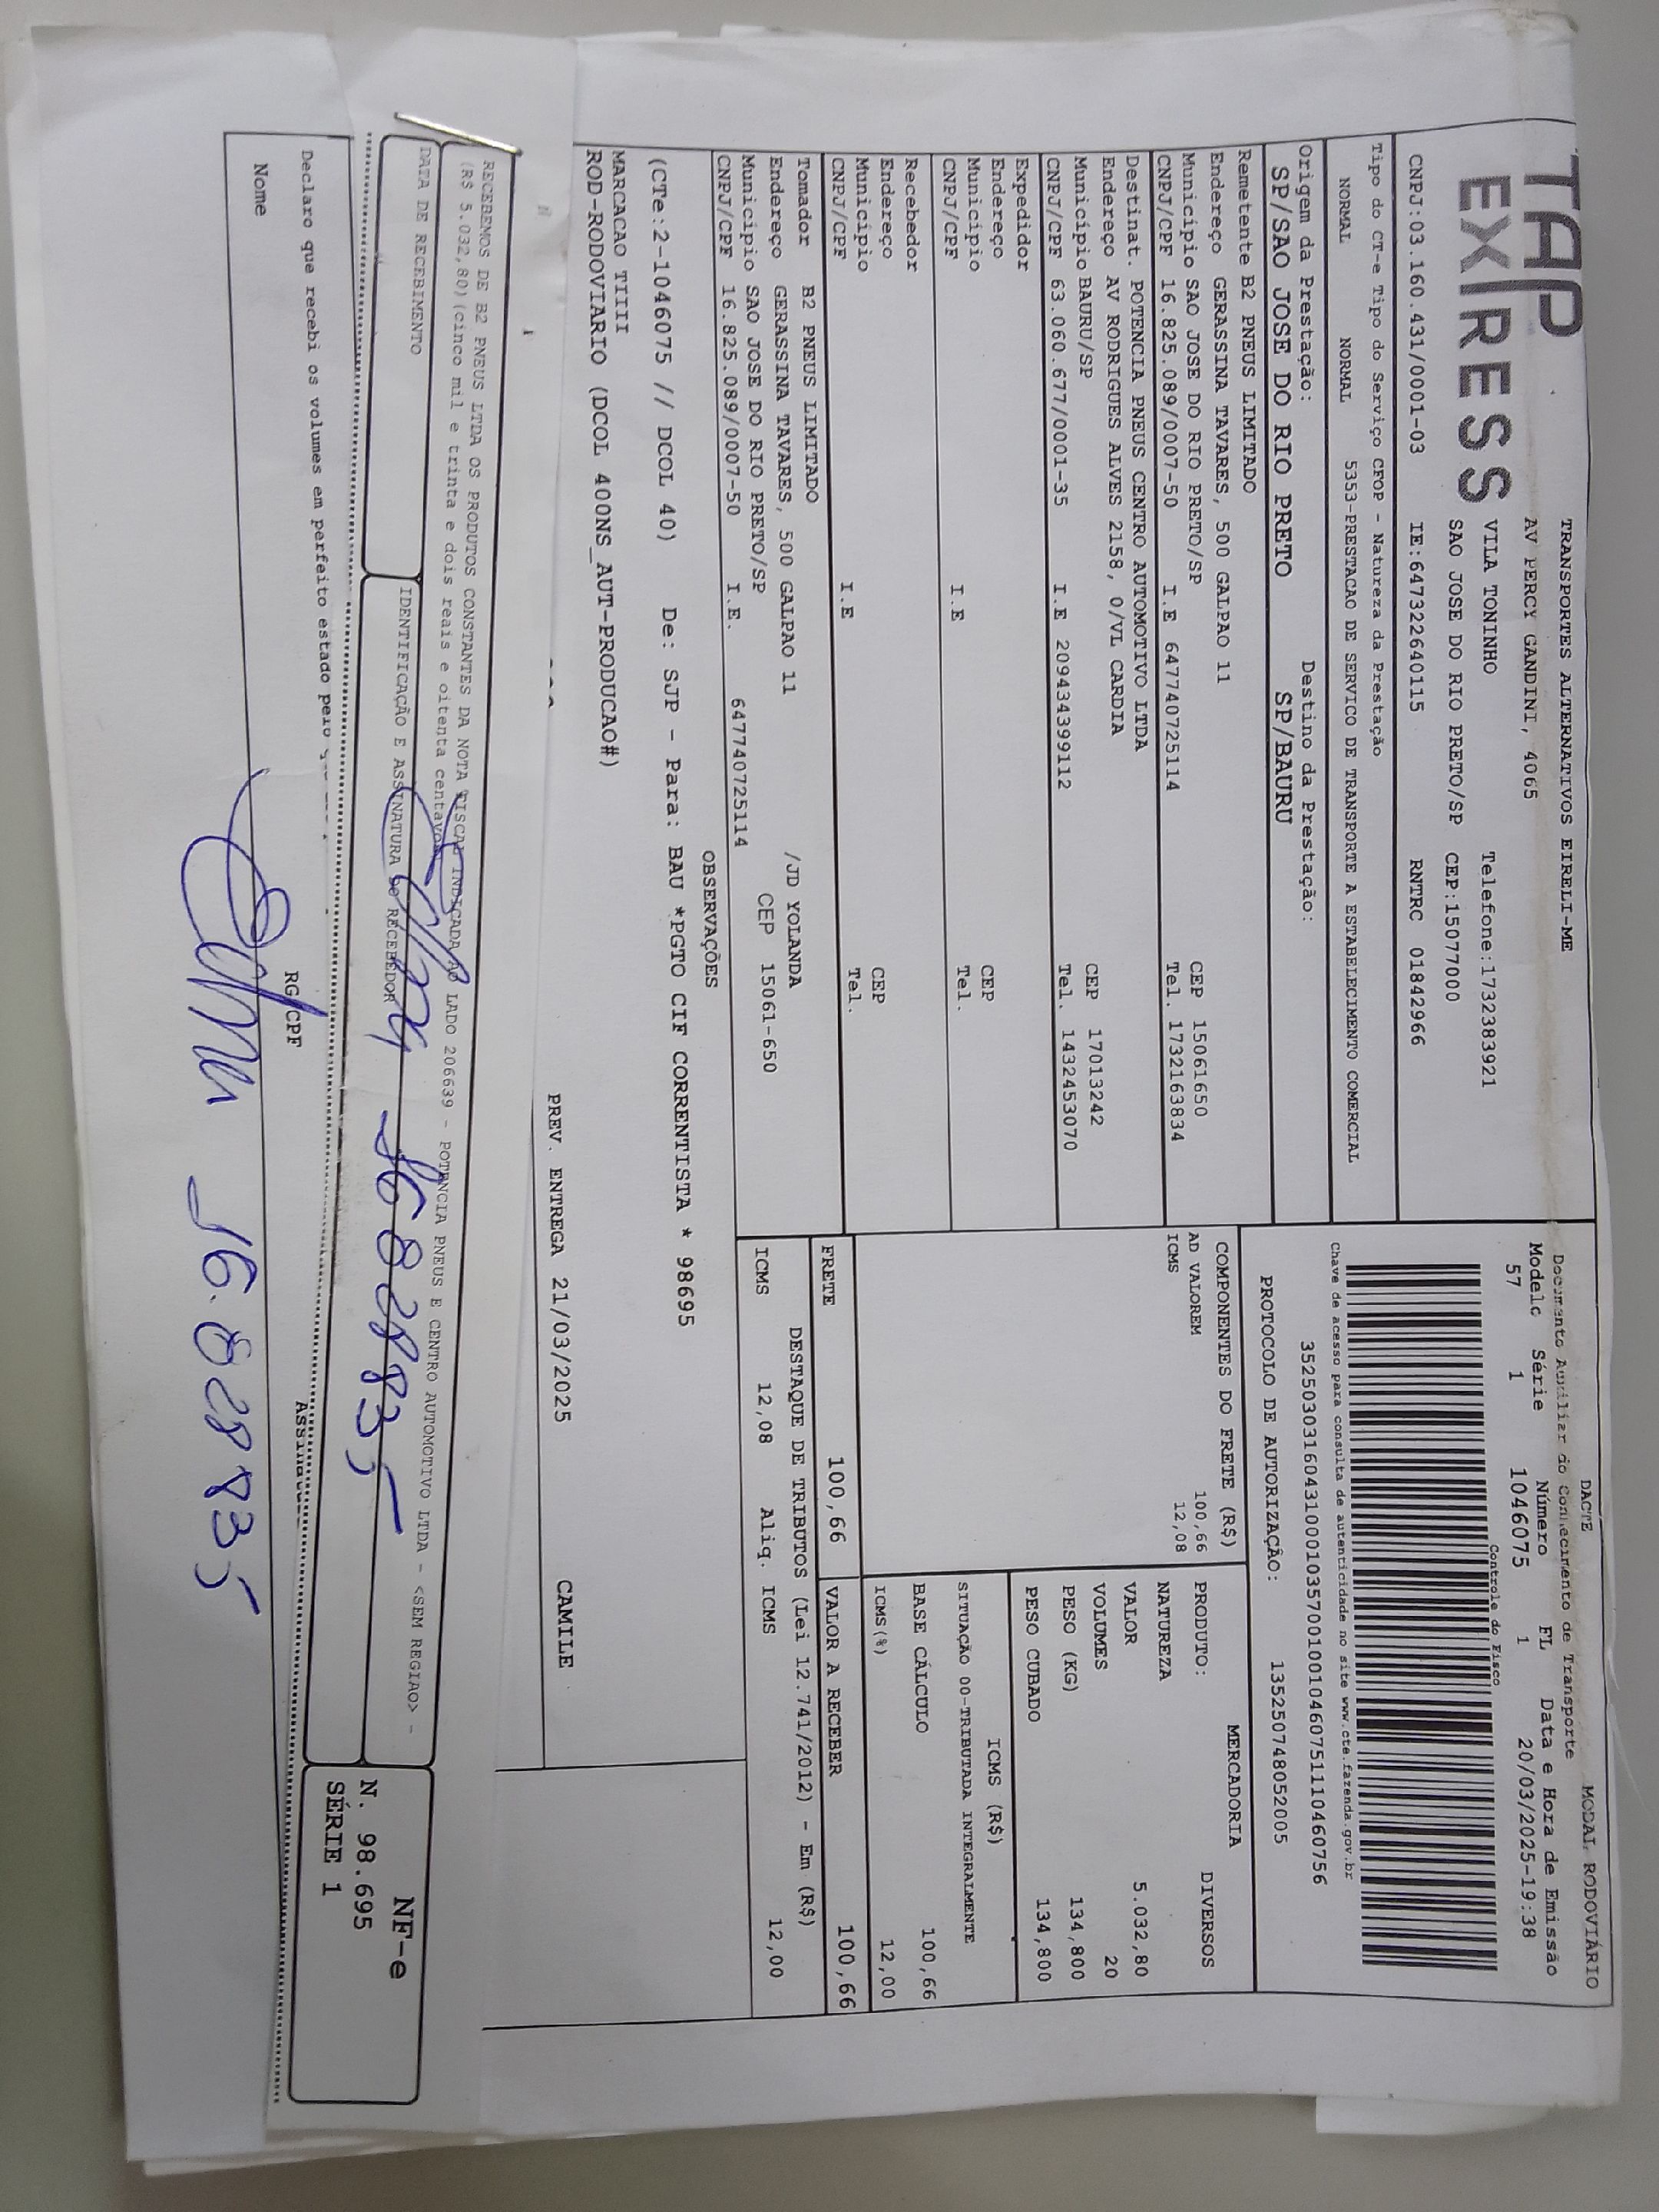 TAP
EXPRESS
TRANSPORTES ALTERNATIVOS EIRELI-ME
AV PERCY GANDINI, 4065
VILA TONINHO Telefone:1732383921
SAO JOSE DO RIO PRETO/SP CEP:15077000
CNPJ:03.160.431/0001-03 IE:647322640115 RNTRC 01842966
DACTE MODAL RODOVIÁRIO
Documento Auxiliar do Conhecimento de Transporte
Modelo Série Número FL Data e Hora de Emissão
57 1 1046075 1 20/03/2025-19:38
Controle do Fisco
Chave de acesso para consulta de autenticidade no site www.cte.fazenda.gov.br
35250303160431000103570010010460751110460756
PROTOCOLO DE AUTORIZAÇÃO: 135250748052005
Tipo do CT-e Tipo do Serviço CFOP - Natureza da Prestação
NORMAL NORMAL 5353-PRESTACAO DE SERVICO DE TRANSPORTE A ESTABELECIMENTO COMERCIAL
Origem da Prestação: Destino da Prestação:
SP/SAO JOSE DO RIO PRETO SP/BAURU
Remetente B2 PNEUS LIMITADO
Endereço GERASSINA TAVARES, 500 GALPAO 11
Município SAO JOSE DO RIO PRETO/SP CEP 15061650
CNPJ/CPF 16.825.089/0007-50 I.E 647740725114 Tel. 1732163834
Destinat. POTENCIA PNEUS CENTRO AUTOMOTIVO LTDA
Endereço AV RODRIGUES ALVES 2158, 0/VL CARDIA
Município BAURU/SP CEP 17013242
CNPJ/CPF 63.060.677/0001-35 I.E 209434399112 Tel. 1432453070
Expedidor
Endereço
Município CEP
CNPJ/CPF I.E Tel.
Recebedor
Endereço
Município CEP
CNPJ/CPF I.E Tel.
Tomador B2 PNEUS LIMITADO
Endereço GERASSINA TAVARES, 500 GALPAO 11 /JD YOLANDA
Município SAO JOSE DO RIO PRETO/SP CEP 15061-650
CNPJ/CPF 16.825.089/0007-50 I.E. 647740725114
COMPONENTES DO FRETE (R$)
AD VALOREM 100,66
ICMS 12,08
FRETE 100,66
MERCADORIA
PRODUTO: DIVERSOS
NATUREZA
VALOR 5.032,80
VOLUMES 20
PESO (KG) 134,800
PESO CUBADO 134,800
ICMS (R$)
SITUAÇÃO 00-TRIBUTADA INTEGRALMENTE
BASE CÁLCULO 100,66
ICMS(%) 12,00
VALOR A RECEBER 100,66
DESTAQUE DE TRIBUTOS (Lei 12.741/2012) - Em (R$)
ICMS 12,08 Aliq. ICMS 12,00
OBSERVAÇÕES
(CTe:2-1046075 // DCOL 40) De: SJP - Para: BAU *PGTO CIF CORRENTISTA * 98695
MARCACAO TIIII
ROD-RODOVIARIO (DCOL 400NS_AUT-PRODUCAO#)
PREV. ENTREGA 21/03/2025 CAMILE
RECEBEMOS DE B2 PNEUS LTDA OS PRODUTOS CONSTANTES DA NOTA FISCAL INDICADA AO LADO 206639 - POTENCIA PNEUS E CENTRO AUTOMOTIVO LTDA - <SEM REGIAO> -
(R$ 5.032,80)(cinco mil e trinta e dois reais e oitenta centavos
DATA DE RECEBIMENTO
IDENTIFICAÇÃO E ASSINATURA DO RECEBEDOR
16 828835
NF-e
N. 98.695
SÉRIE 1
Declaro que recebi os volumes em perfeito estado pelo
Nome RG/CPF
16.828835